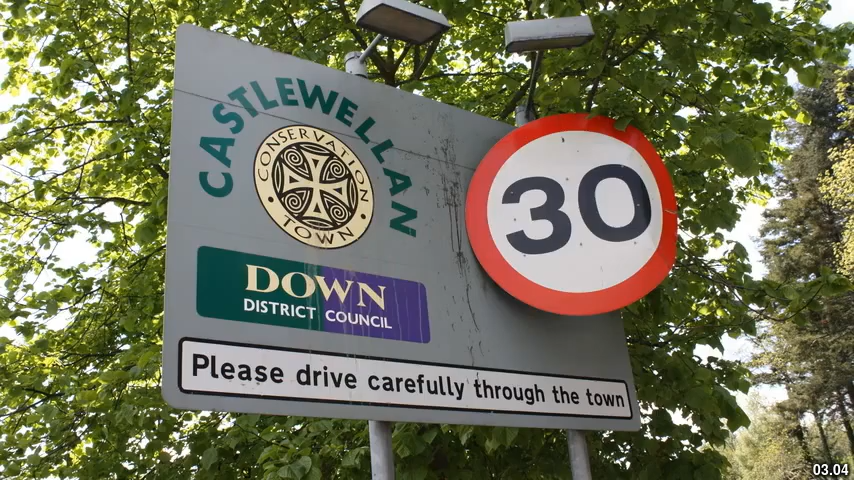 CASTLEWELLAN
CONSERVATION
TOWN
30
DOWN
DISTRICT COUNCIL
Please drive carefully through the town
03.04